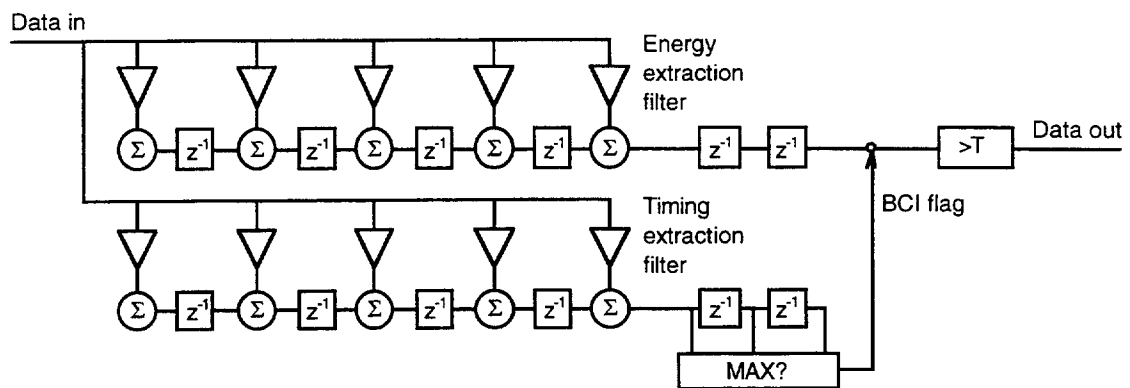 Data in
Energy
extraction
filter
Σ z⁻¹ Σ z⁻¹ Σ z⁻¹ Σ z⁻¹ Σ z⁻¹ z⁻¹ >T Data out
BCI flag
Timing
extraction
filter
Σ z⁻¹ Σ z⁻¹ Σ z⁻¹ Σ z⁻¹ Σ z⁻¹ z⁻¹
MAX?